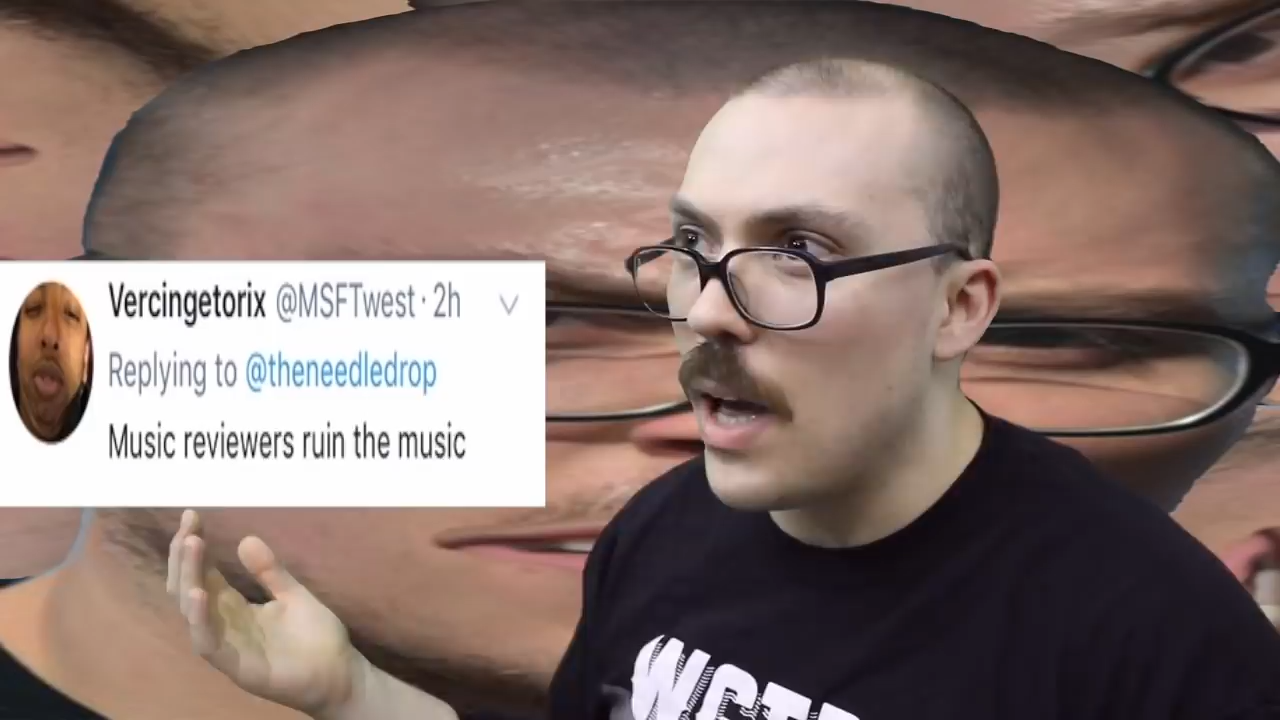 Vercingetorix @MSFTwest · 2h
Replying to @theneedledrop
Music reviewers ruin the music